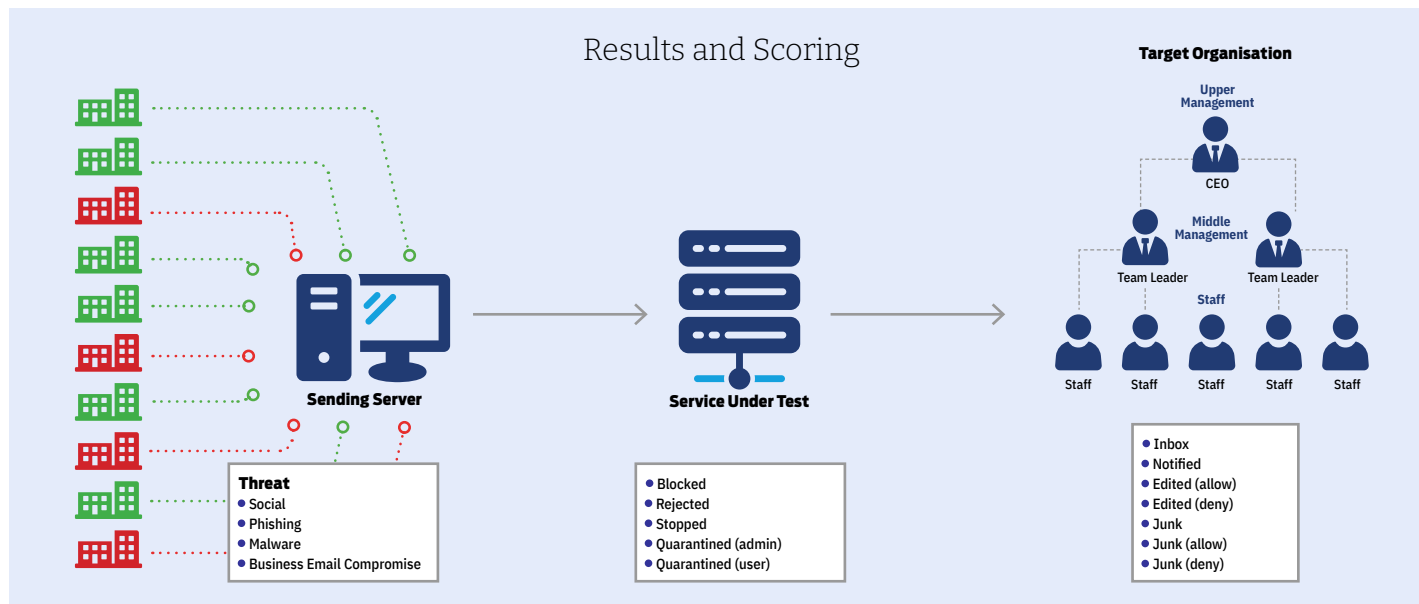 Results and Scoring
Target Organisation
Upper
Management
CEO
Middle
Management
Team Leader
Team Leader
Staff
Staff
Staff
Staff
Staff
Staff
Sending Server
Service Under Test
Threat
Social
Phishing
Malware
Business Email Compromise
Blocked
Rejected
Stopped
Quarantined (admin)
Quarantined (user)
Inbox
Notified
Edited (allow)
Edited (deny)
Junk
Junk (allow)
Junk (deny)